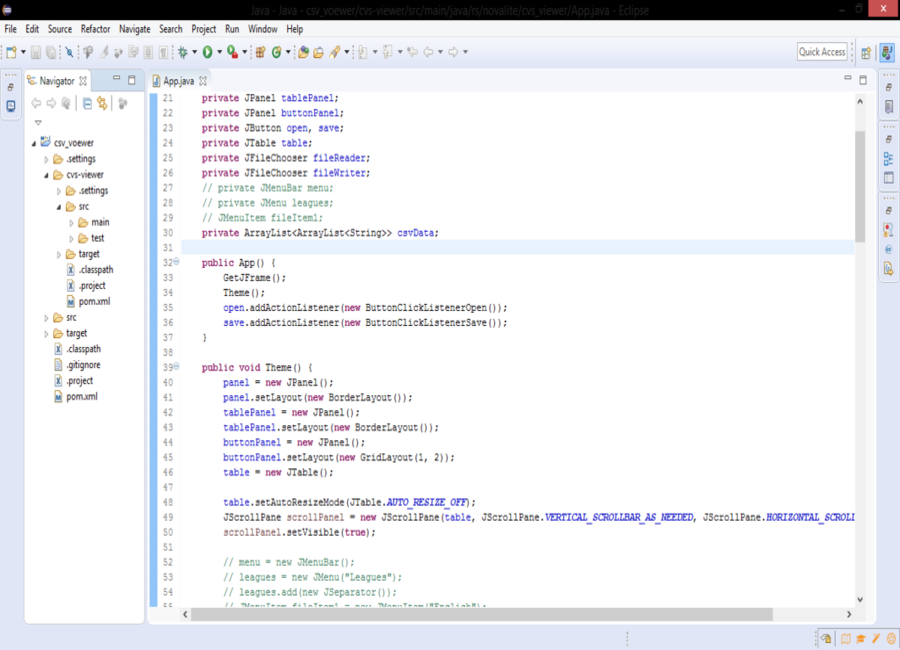 Java - Java - csv_voewer/cvs-viewer/src/main/java/rs/novalite/cvs_viewer/App.java - Eclipse
File Edit Source Refactor Navigate Search Project Run Window Help
Quick Access
Navigator
App.java
csv_voewer
.settings
cvs-viewer
.settings
src
main
test
target
.classpath
.project
pom.xml
src
target
.classpath
.gitignore
.project
pom.xml
21 private JPanel tablePanel;
22 private JPanel buttonPanel;
23 private JButton open, save;
24 private JTable table;
25 private JFileChooser fileReader;
26 private JFileChooser fileWriter;
27 // private JMenuBar menu;
28 // private JMenu leagues;
29 // JMenuItem fileItem1;
30 private ArrayList<ArrayList<String>> csvData;
31
32 public App() {
33 GetJFrame();
34 Theme();
35 open.addActionListener(new ButtonClickListenerOpen());
36 save.addActionListener(new ButtonClickListenerSave());
37 }
38
39 public void Theme() {
40 panel = new JPanel();
41 panel.setLayout(new BorderLayout());
42 tablePanel = new JPanel();
43 tablePanel.setLayout(new BorderLayout());
44 buttonPanel = new JPanel();
45 buttonPanel.setLayout(new GridLayout(1, 2));
46 table = new JTable();
47
48 table.setAutoResizeMode(JTable.AUTO_RESIZE_OFF);
49 JScrollPane scrollPanel = new JScrollPane(table, JScrollPane.VERTICAL_SCROLLBAR_AS_NEEDED, JScrollPane.HORIZONTAL_SCROLL
50 scrollPanel.setVisible(true);
51
52 // menu = new JMenuBar();
53 // leagues = new JMenu("Leagues");
54 // leagues.add(new JSeparator());
55 // JMenuItem fileItem1 = new JMenuItem("English");